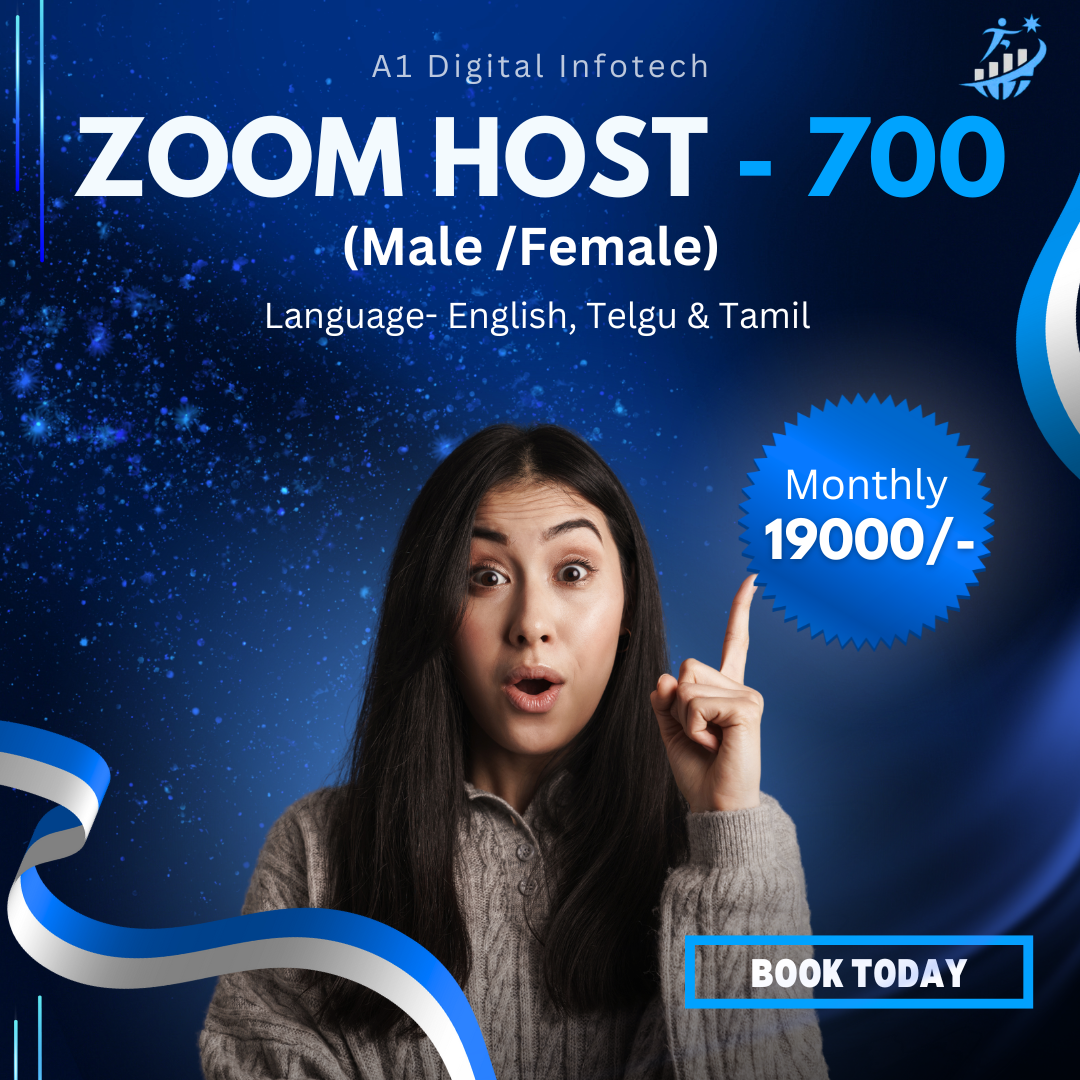 A1 Digital Infotech
ZOOM HOST - 700
(Male /Female)
Language- English, Telgu & Tamil
Monthly
19000/-
BOOK TODAY